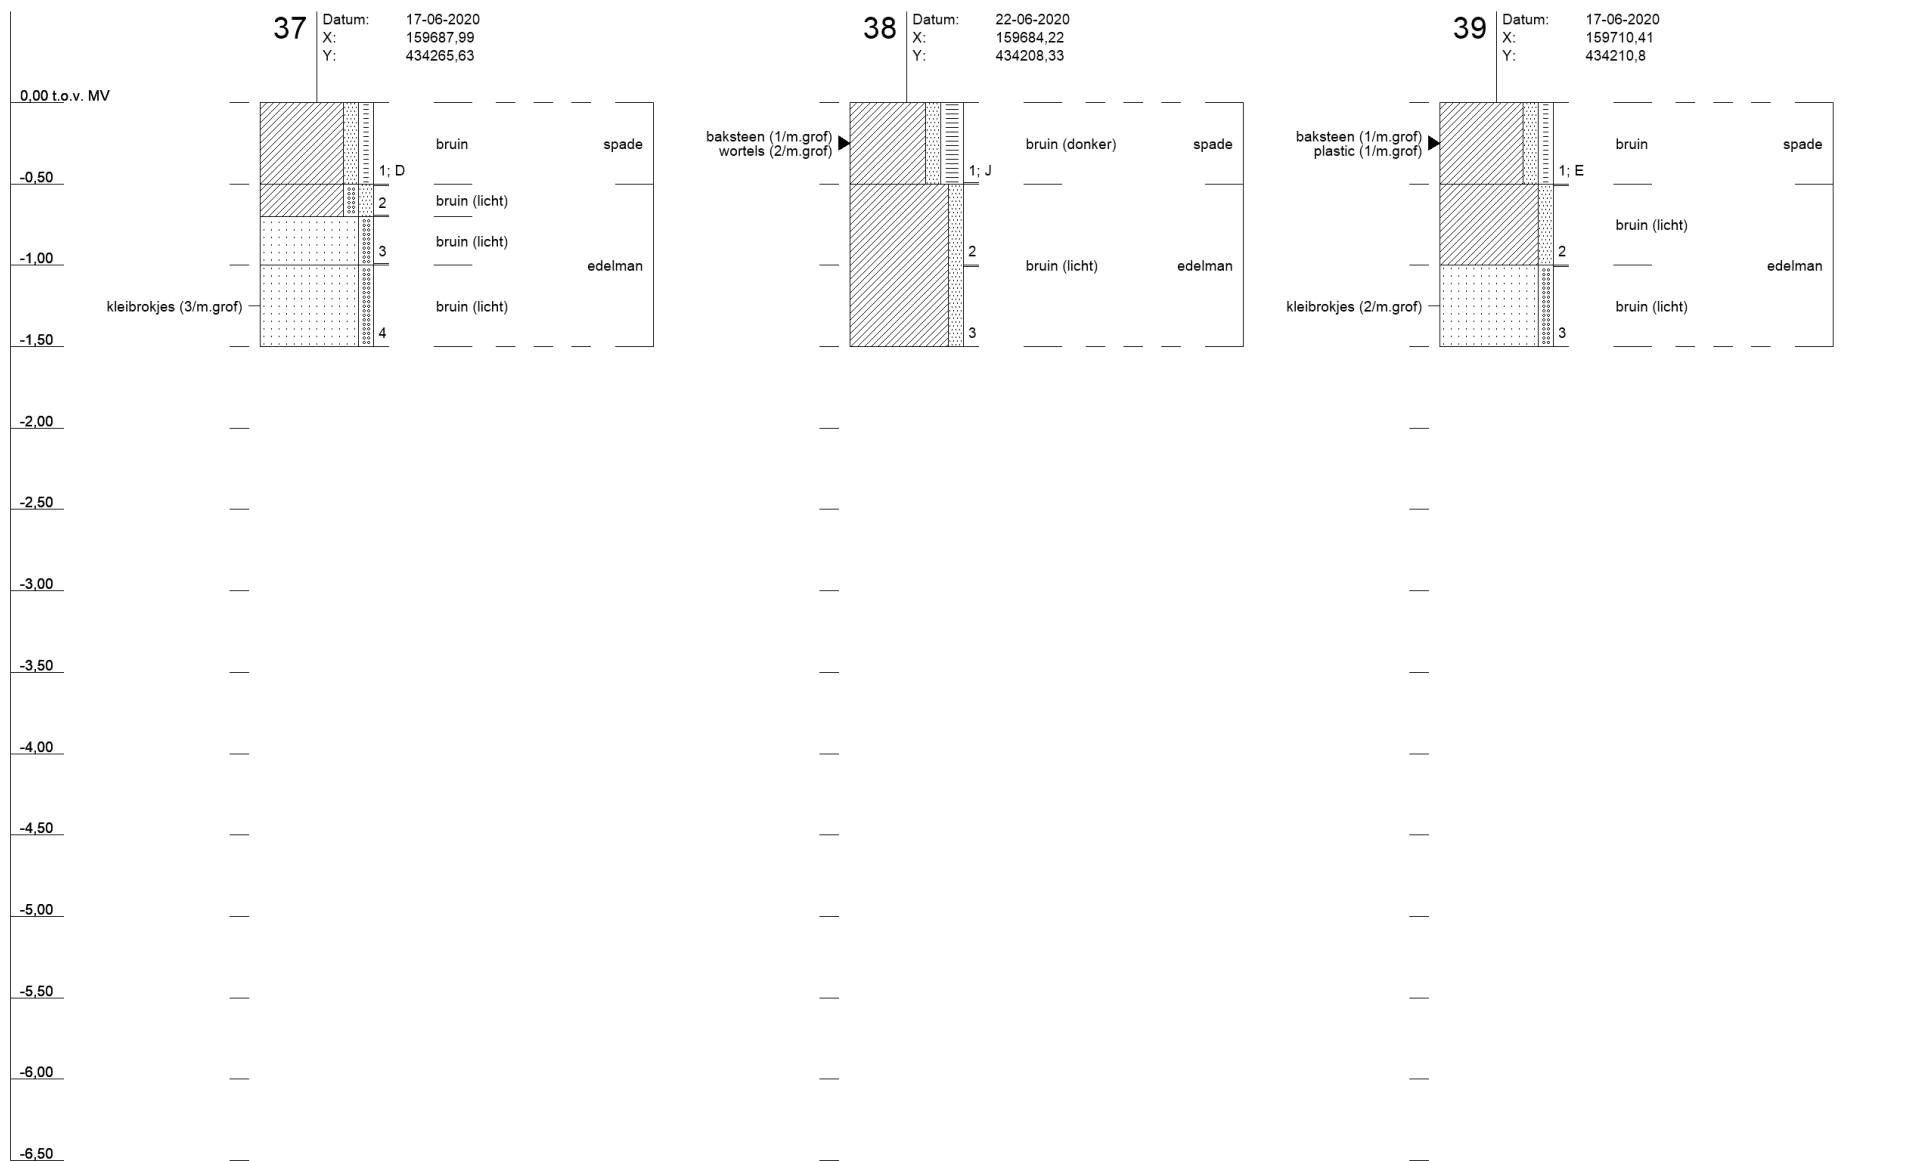 37
Datum: 17-06-2020
X: 159687,99
Y: 434265,63
38
Datum: 22-06-2020
X: 159684,22
Y: 434208,33
39
Datum: 17-06-2020
X: 159710,41
Y: 434210,8
0,00 t.o.v. MV
-0,50
-1,00
-1,50
-2,00
-2,50
-3,00
-3,50
-4,00
-4,50
-5,00
-5,50
-6,00
-6,50
bruin spade
1; D
2 bruin (licht)
bruin (licht)
3
edelman
kleibrokjes (3/m.grof) bruin (licht)
4
baksteen (1/m.grof)
wortels (2/m.grof)
bruin (donker) spade
1; J
2
bruin (licht) edelman
3
baksteen (1/m.grof)
plastic (1/m.grof)
bruin spade
1; E
bruin (licht)
2
edelman
kleibrokjes (2/m.grof) bruin (licht)
3